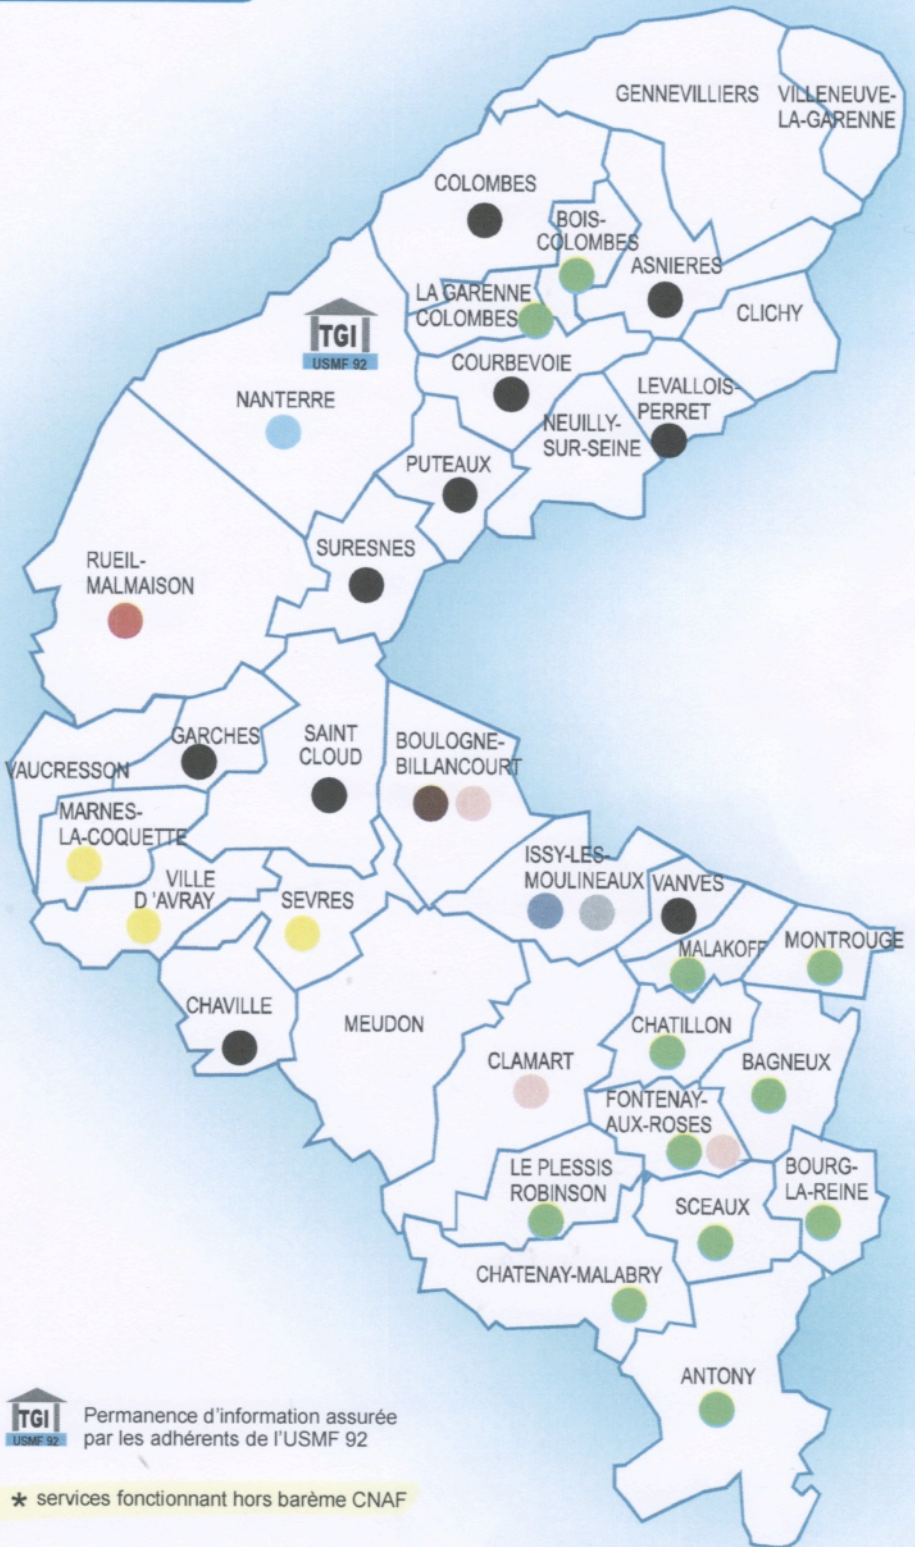 GENNEVILLIERS
VILLENEUVE-
LA-GARENNE
COLOMBES
BOIS-
COLOMBES
ASNIERES
LA GARENNE
COLOMBES
CLICHY
TGI
USMF 92
COURBEVOIE
LEVALLOIS-
PERRET
NANTERRE
NEUILLY-
SUR-SEINE
PUTEAUX
SURESNES
RUEIL-
MALMAISON
GARCHES
SAINT
CLOUD
BOULOGNE-
BILLANCOURT
VAUCRESSON
MARNES-
LA-COQUETTE
ISSY-LES-
MOULINEAUX
VANVES
VILLE
D'AVRAY
SEVRES
MALAKOFF
MONTROUGE
CHAVILLE
MEUDON
CHATILLON
CLAMART
BAGNEUX
FONTENAY-
AUX-ROSES
LE PLESSIS
ROBINSON
BOURG-
LA-REINE
SCEAUX
CHATENAY-MALABRY
ANTONY
TGI
USMF 92
Permanence d'information assurée
par les adhérents de l'USMF 92
* services fonctionnant hors barème CNAF